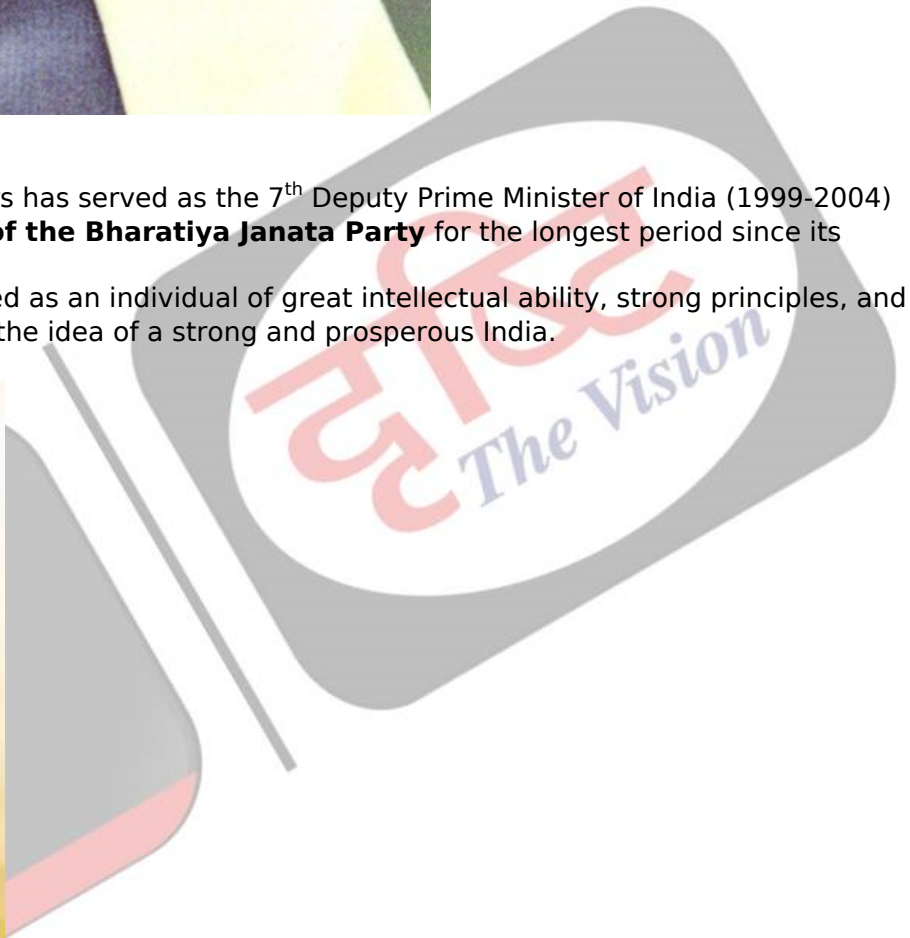 s has served as the 7th Deputy Prime Minister of India (1999-2004)
of the Bharatiya Janata Party for the longest period since its
ed as an individual of great intellectual ability, strong principles, and
the idea of a strong and prosperous India.
दृष्टि
The Vision